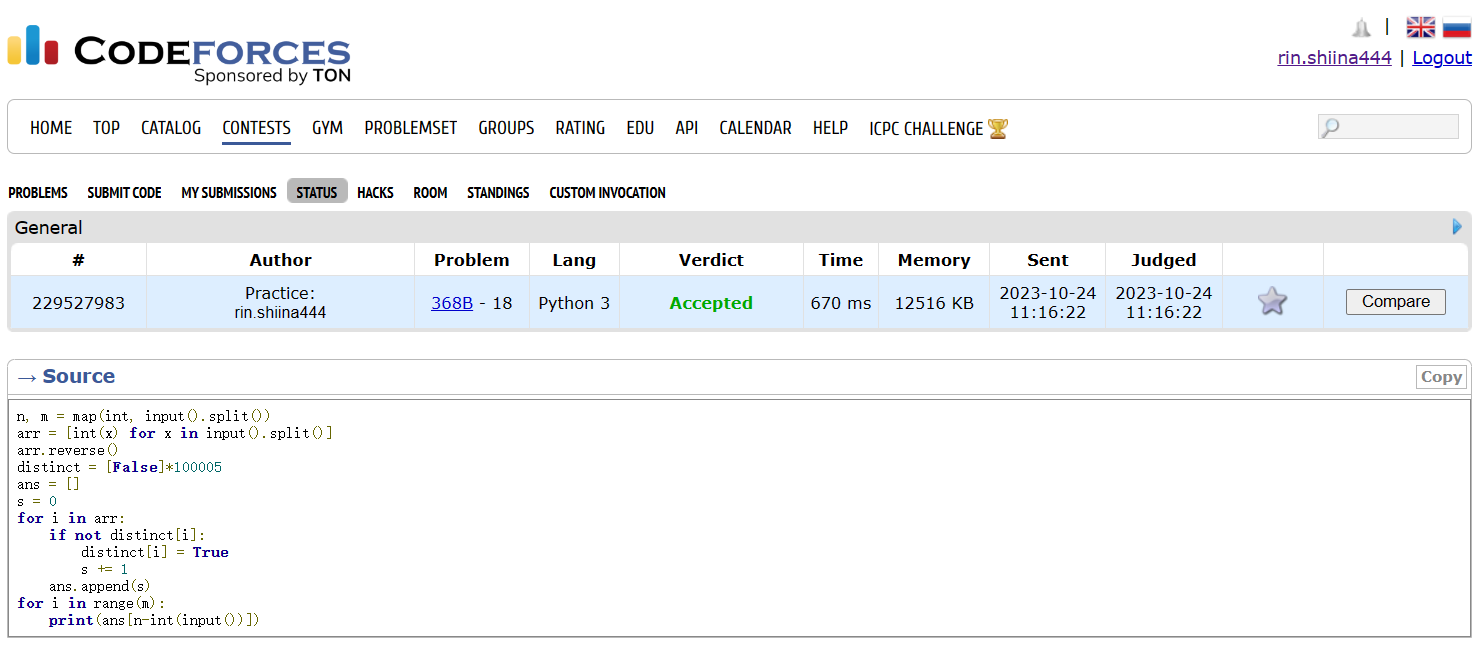 CODEFORCES
Sponsored by TON
|
rin.shiina444 | Logout
HOME TOP CATALOG CONTESTS GYM PROBLEMSET GROUPS RATING EDU API CALENDAR HELP ICPC CHALLENGE
PROBLEMS SUBMIT CODE MY SUBMISSIONS STATUS HACKS ROOM STANDINGS CUSTOM INVOCATION
General
# Author Problem Lang Verdict Time Memory Sent Judged
229527983 Practice: rin.shiina444 368B - 18 Python 3 Accepted 670 ms 12516 KB 2023-10-24 11:16:22 2023-10-24 11:16:22 Compare
→ Source Copy
n, m = map(int, input().split())
arr = [int(x) for x in input().split()]
arr.reverse()
distinct = [False]*100005
ans = []
s = 0
for i in arr:
    if not distinct[i]:
        distinct[i] = True
        s += 1
    ans.append(s)
for i in range(m):
    print(ans[n-int(input())])